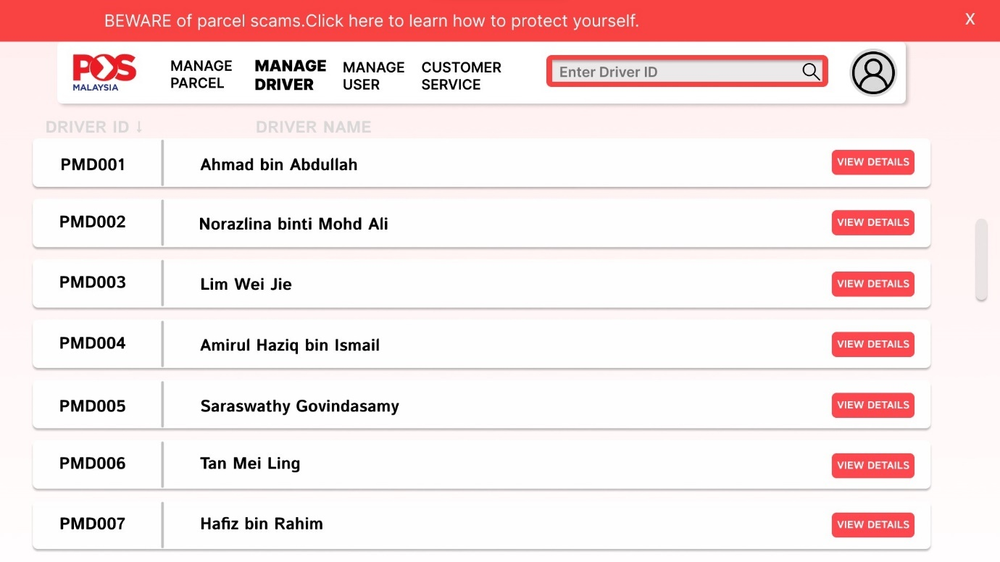 BEWARE of parcel scams.Click here to learn how to protect yourself.
X
POS
MALAYSIA
MANAGE
PARCEL
MANAGE
DRIVER
MANAGE
USER
CUSTOMER
SERVICE
Enter Driver ID
DRIVER ID ↓ DRIVER NAME
PMD001 Ahmad bin Abdullah VIEW DETAILS
PMD002 Norazlina binti Mohd Ali VIEW DETAILS
PMD003 Lim Wei Jie VIEW DETAILS
PMD004 Amirul Haziq bin Ismail VIEW DETAILS
PMD005 Saraswathy Govindasamy VIEW DETAILS
PMD006 Tan Mei Ling VIEW DETAILS
PMD007 Hafiz bin Rahim VIEW DETAILS